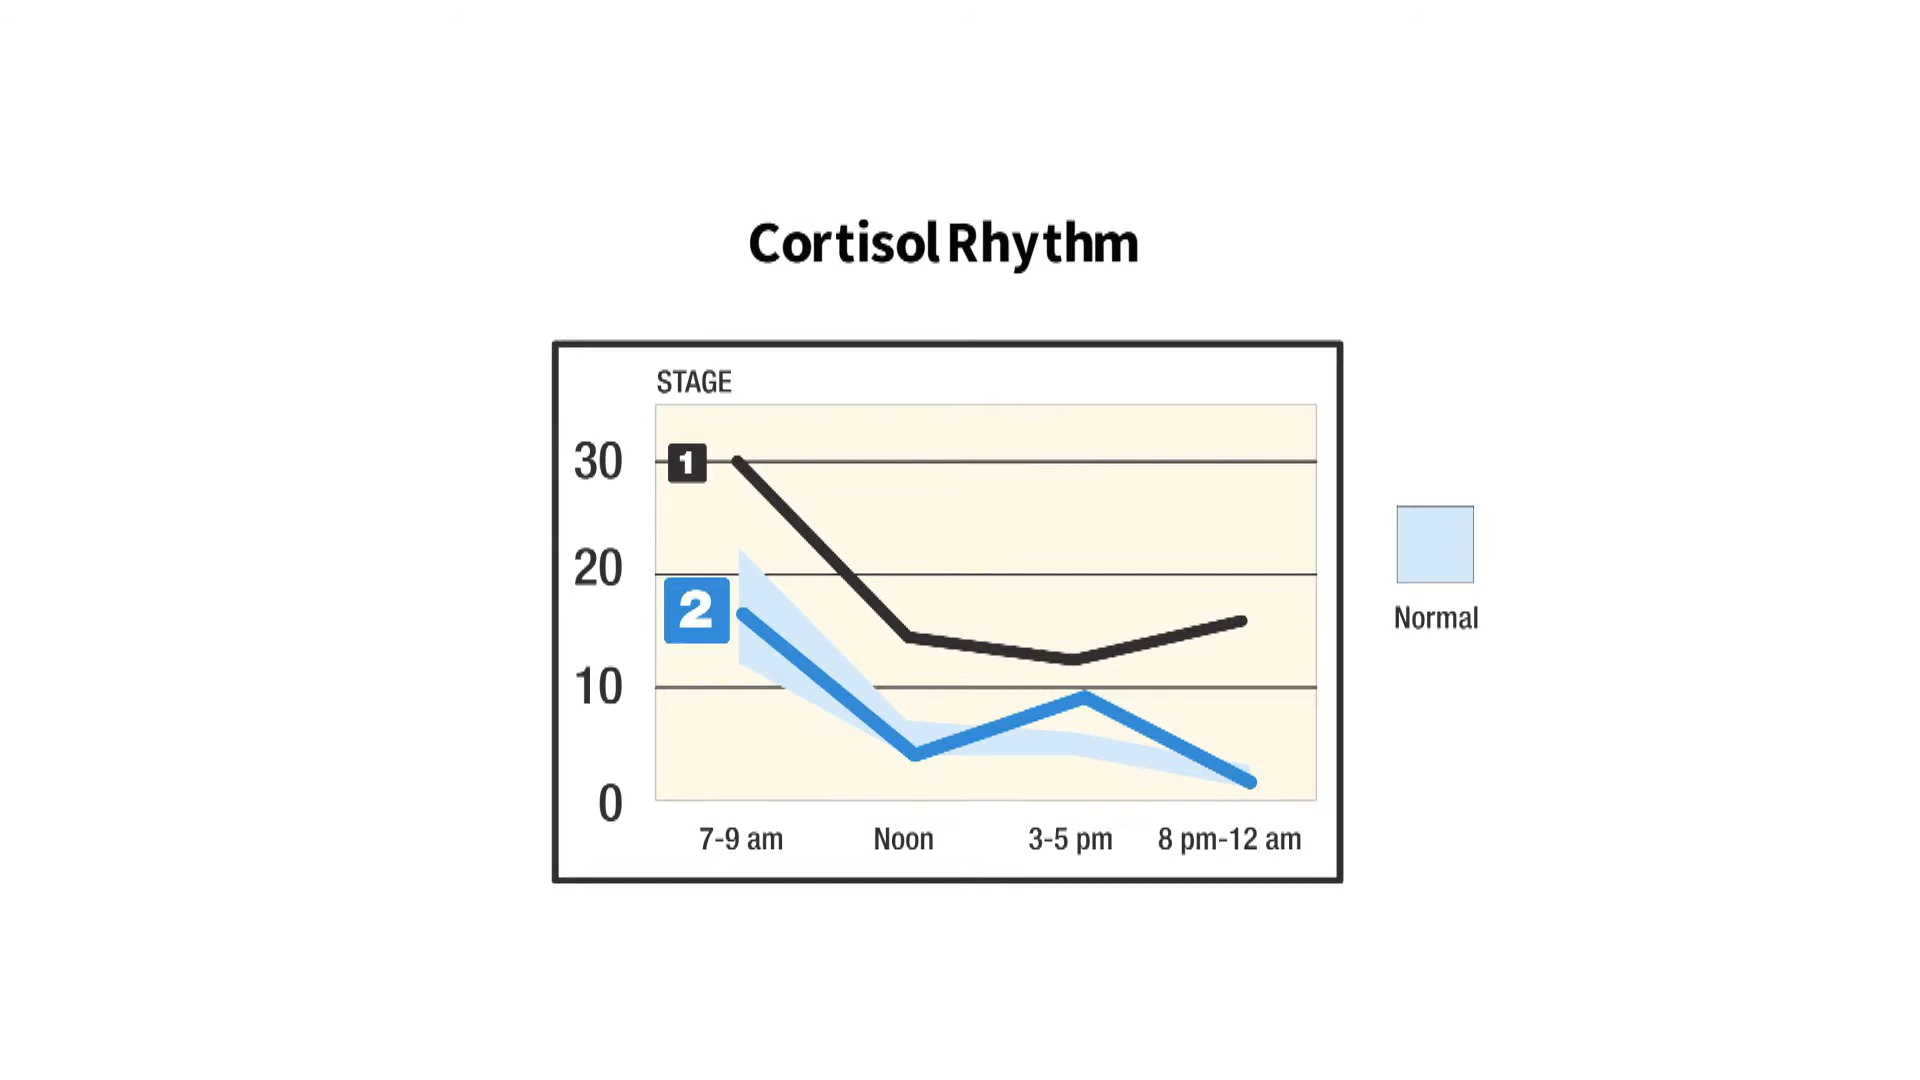 Cortisol Rhythm
STAGE
30
1
20
2
10
0
7-9 am
Noon
3-5 pm
8 pm-12 am
Normal